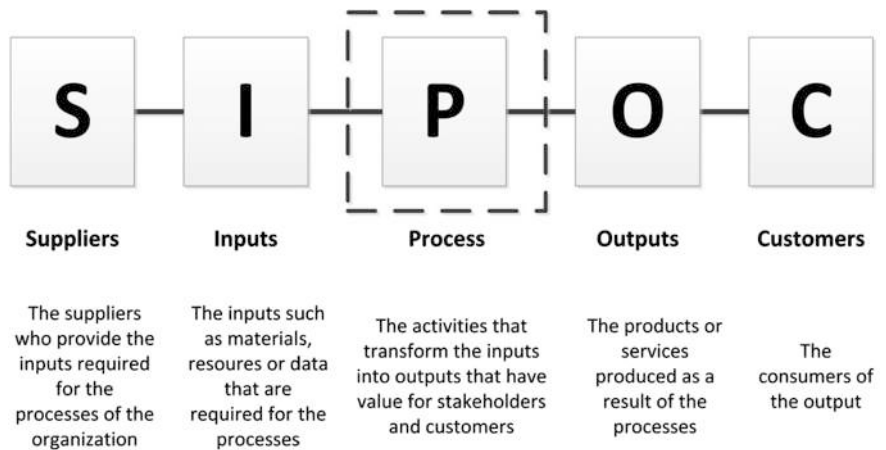 S
I
P
O
C
Suppliers
Inputs
Process
Outputs
Customers
The suppliers
who provide the
inputs required
for the
processes of the
organization
The inputs such
as materials,
resoures or data
that are
required for the
processes
The activities that
transform the inputs
into outputs that have
value for stakeholders
and customers
The products or
services
produced as a
result of the
processes
The
consumers of
the output